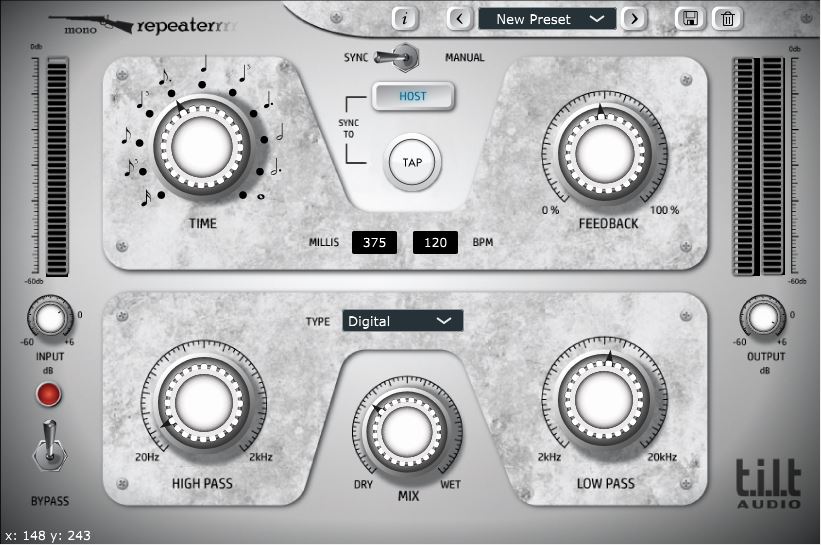 mono repeaterrrr
i
New Preset
0db
0db
SYNC MANUAL
HOST
SYNC
TO
TAP
TIME
0 % 100 %
FEEDBACK
MILLIS 375 120 BPM
-60db
-60db
0
-60 +6
INPUT
dB
0
-60 +6
OUTPUT
dB
TYPE Digital
20Hz 2kHz
HIGH PASS
DRY WET
MIX
2kHz 20kHz
LOW PASS
BYPASS
t.i.l.t
AUDIO
x: 148 y: 243